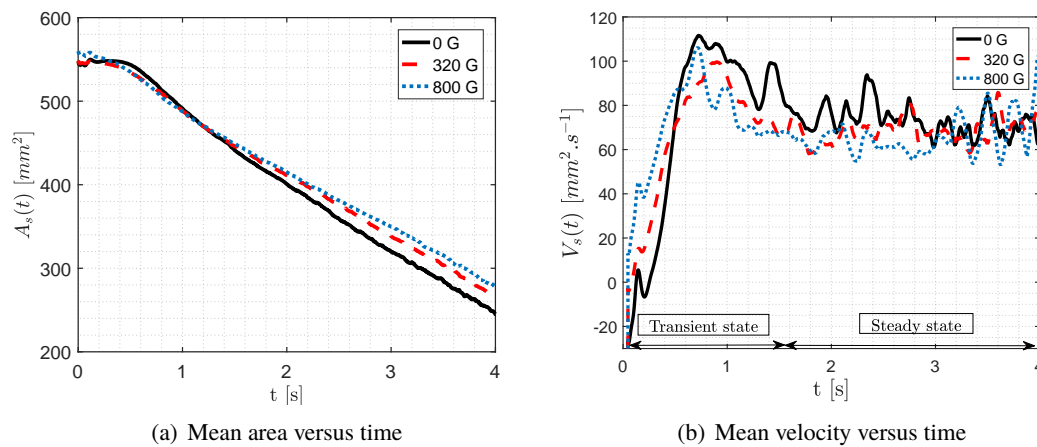 600
500
400
300
200
0
1
2
3
4
A_s(t) [mm^2]
t [s]
0 G
320 G
800 G
(a) Mean area versus time
120
100
80
60
40
20
0
-20
0
1
2
3
4
V_s(t) [mm^2.s^{-1}]
t [s]
0 G
320 G
800 G
Transient state
Steady state
(b) Mean velocity versus time